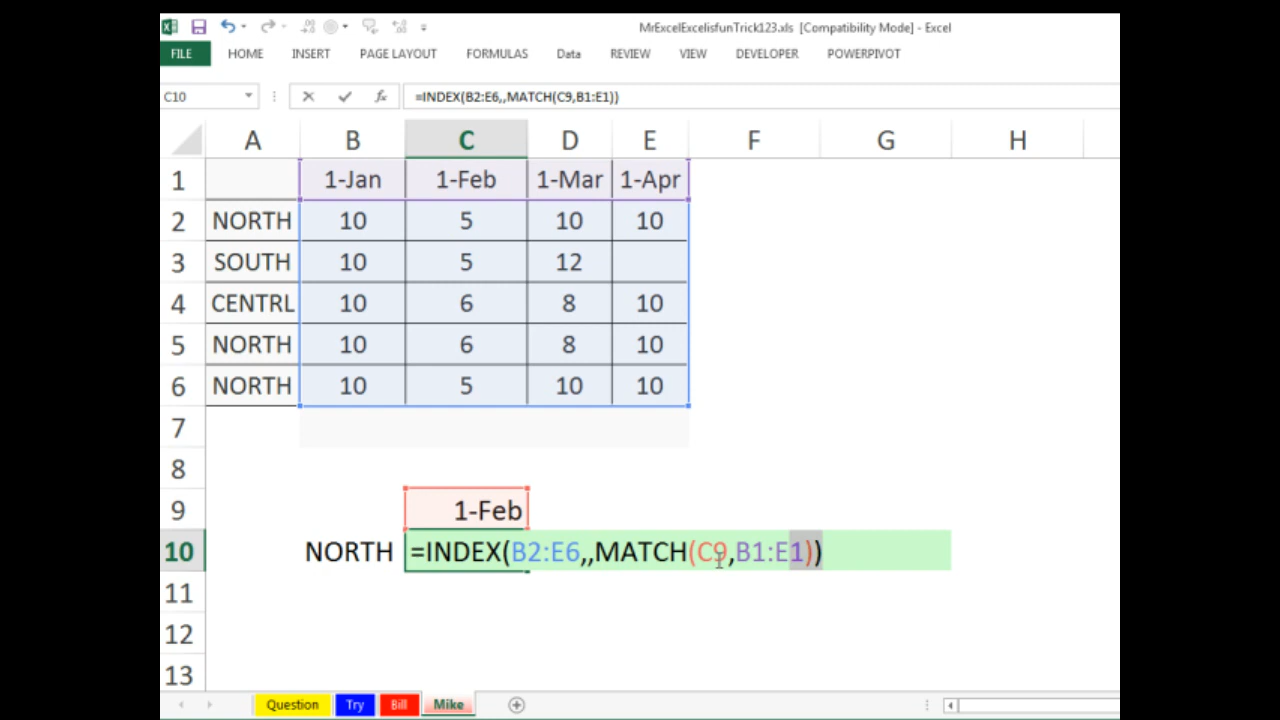 MrExcelExcelisfunTrick123.xls [Compatibility Mode] - Excel
FILE HOME INSERT PAGE LAYOUT FORMULAS Data REVIEW VIEW DEVELOPER POWERPIVOT
C10 fx =INDEX(B2:E6,,MATCH(C9,B1:E1))
A B C D E F G H
1 1-Jan 1-Feb 1-Mar 1-Apr
2 NORTH 10 5 10 10
3 SOUTH 10 5 12
4 CENTRL 10 6 8 10
5 NORTH 10 6 8 10
6 NORTH 10 5 10 10
7
8
9 1-Feb
10 NORTH =INDEX(B2:E6,,MATCH(C9,B1:E1))
11
12
13
Question Try Bill Mike